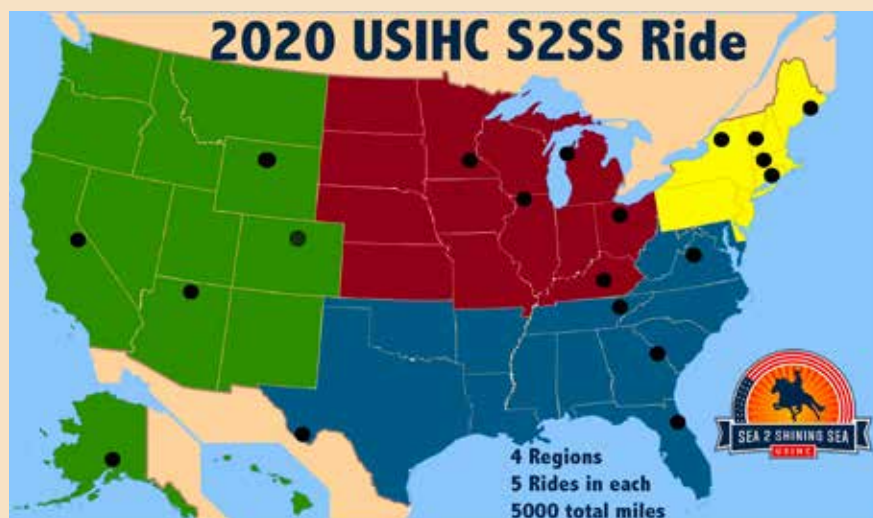 2020 USIHC S2SS Ride
SEA 2 SHINING SEA
USIHC
4 Regions
5 Rides in each
5000 total miles